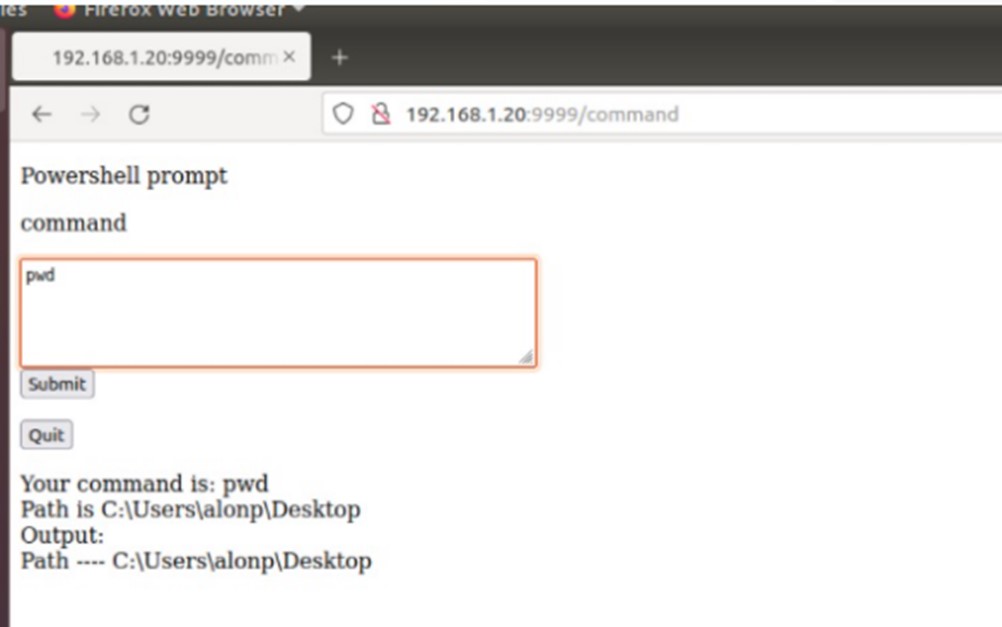 Firefox Web Browser
192.168.1.20:9999/comm
192.168.1.20:9999/command
Powershell prompt
command
pwd
Submit
Quit
Your command is: pwd
Path is C:\Users\alonp\Desktop
Output:
Path ---- C:\Users\alonp\Desktop